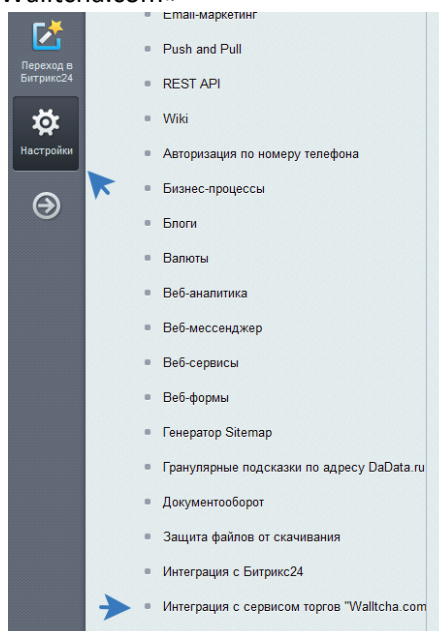 Walltcha.com»
Email-маркетинг
Push and Pull
REST API
Wiki
Авторизация по номеру телефона
Бизнес-процессы
Блоги
Валюты
Веб-аналитика
Веб-мессенджер
Веб-сервисы
Веб-формы
Генератор Sitemap
Гранулярные подсказки по адресу DaData.ru
Документооборот
Защита файлов от скачивания
Интеграция с Битрикс24
Интеграция с сервисом торгов "Walltcha.com
Переход в
Битрикс24
Настройки